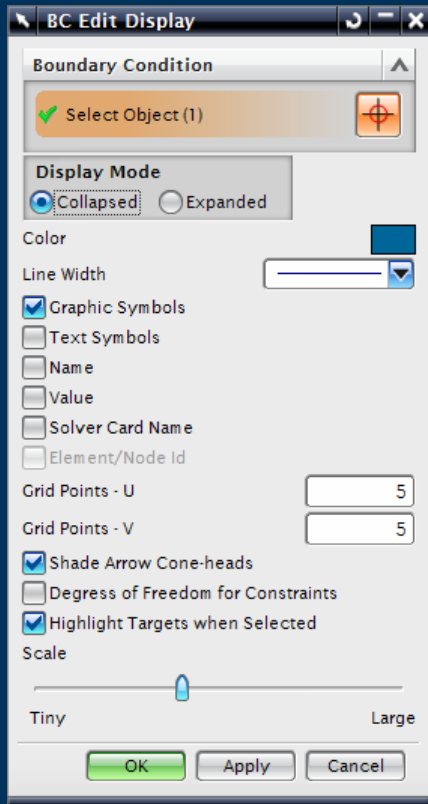 BC Edit Display
Boundary Condition
Select Object (1)
Display Mode
Collapsed Expanded
Color
Line Width
Graphic Symbols
Text Symbols
Name
Value
Solver Card Name
Element/Node Id
Grid Points - U 5
Grid Points - V 5
Shade Arrow Cone-heads
Degress of Freedom for Constraints
Highlight Targets when Selected
Scale
Tiny Large
OK Apply Cancel